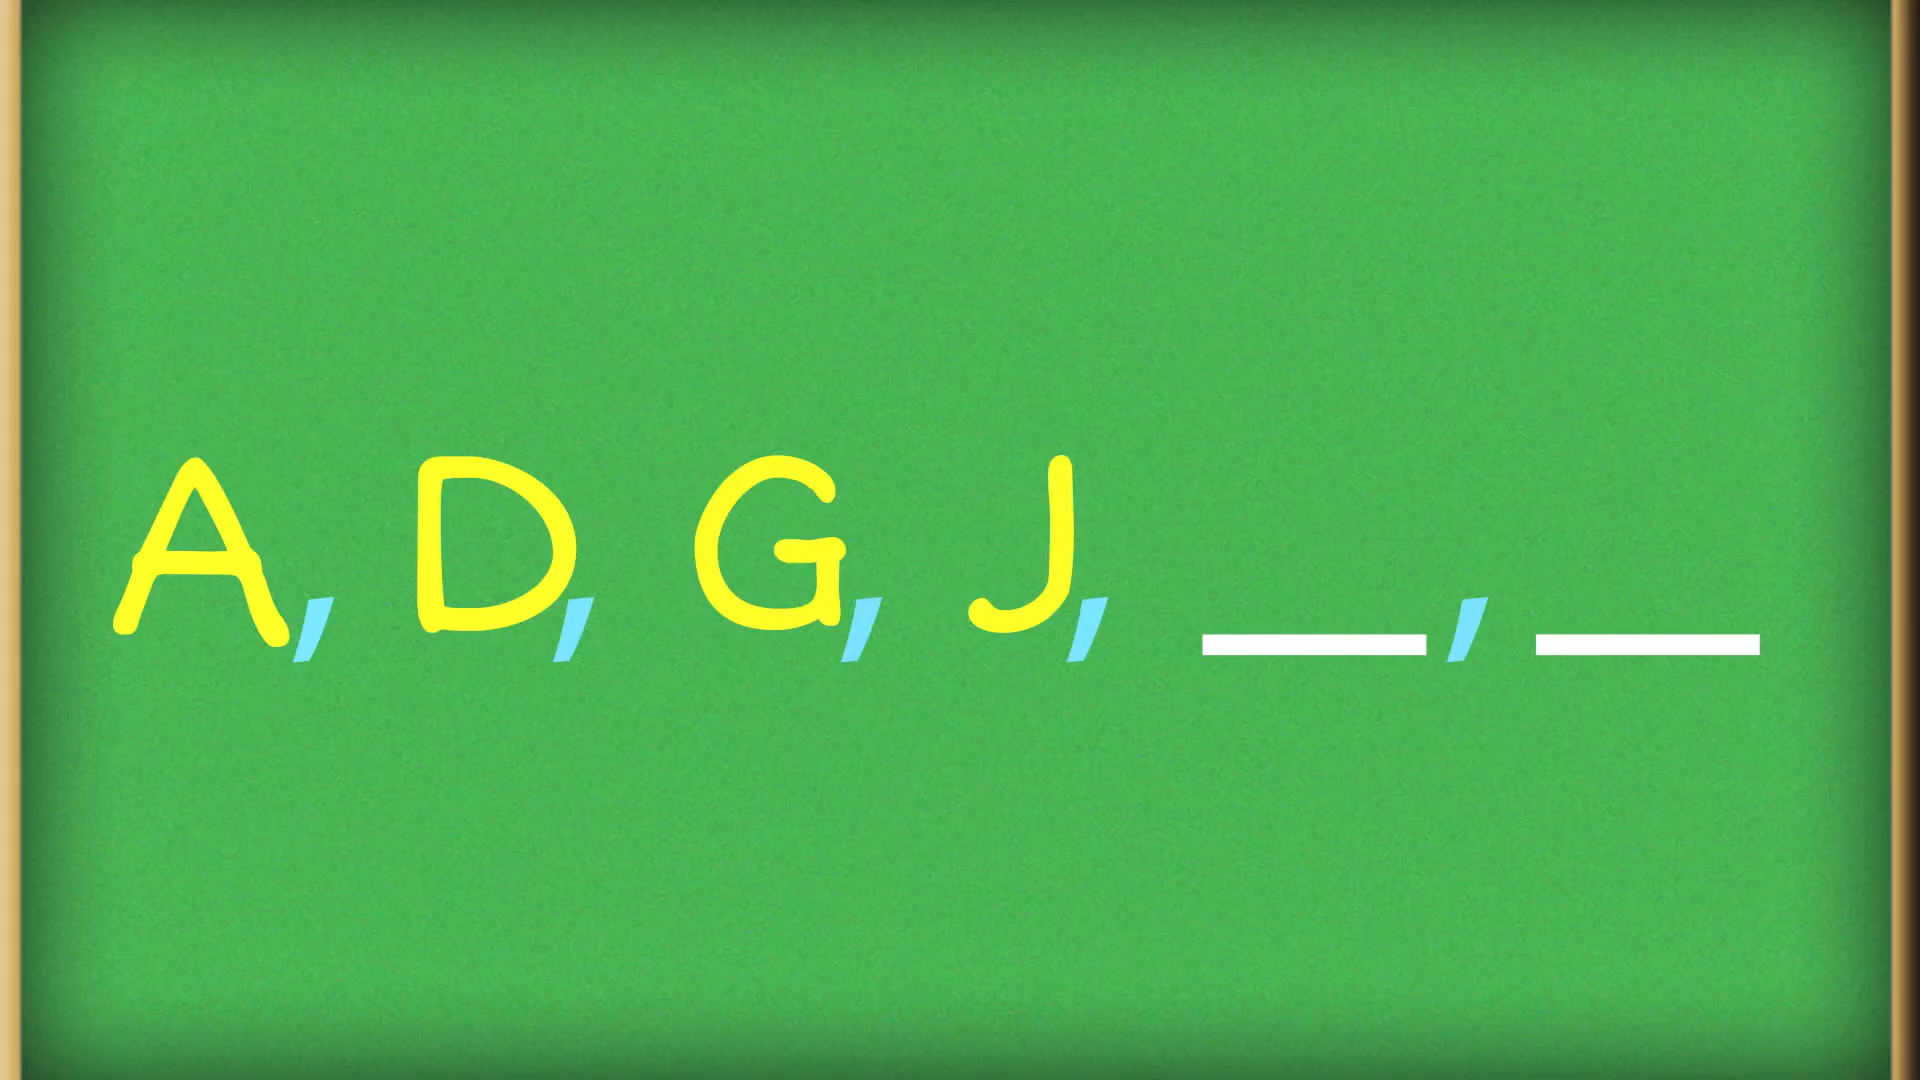 A, D, G, J, __, __